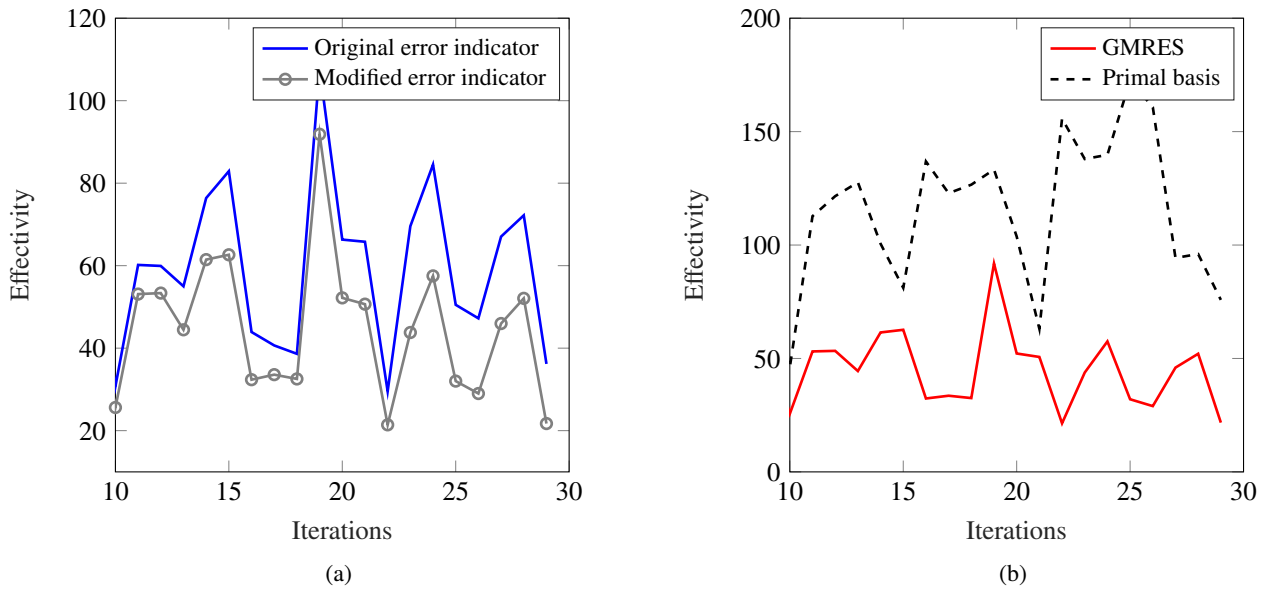 120
100
80
60
40
20
10
15
20
25
30
Effectivity
Iterations
Original error indicator
Modified error indicator
(a)
200
150
100
50
0
10
15
20
25
30
Effectivity
Iterations
GMRES
Primal basis
(b)